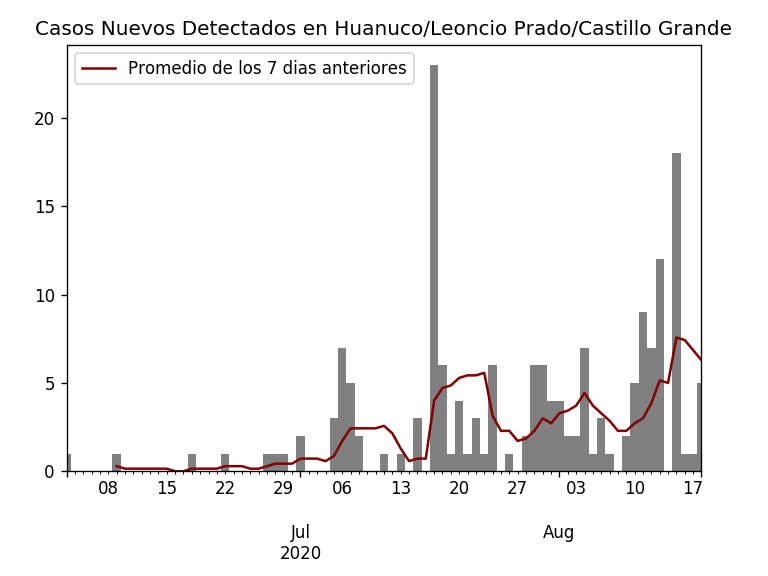 Casos Nuevos Detectados en Huanuco/Leoncio Prado/Castillo Grande
Promedio de los 7 dias anteriores
20
15
10
5
0
08 15 22 29 06 13 20 27 03 10 17
Jul Aug
2020